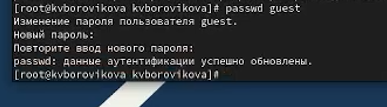 [root@kvborovikova kvborovikova]# passwd guest
Изменение пароля пользователя guest.
Новый пароль:
Повторите ввод нового пароля:
passwd: данные аутентификации успешно обновлены.
[root@kvborovikova kvborovikova]#